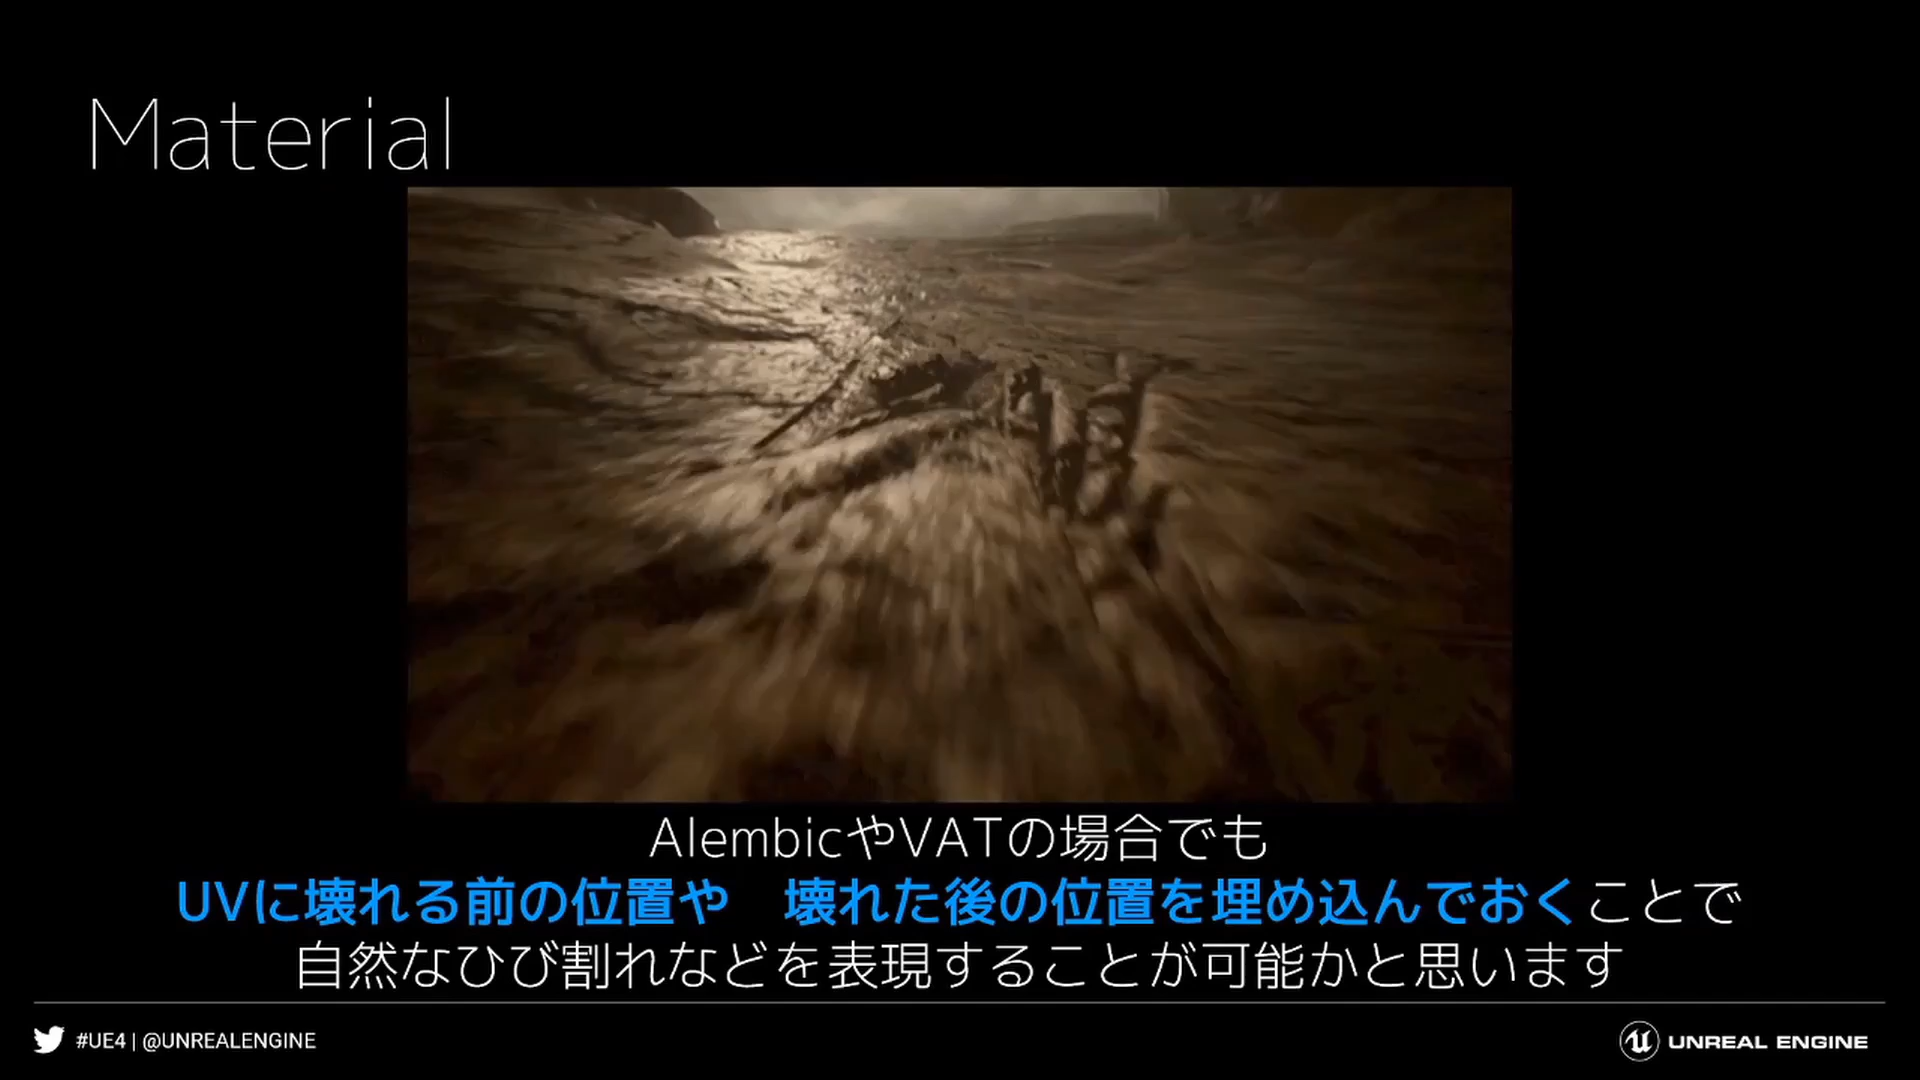 Material
AlembicやVATの場合でも
UVに壊れる前の位置や　壊れた後の位置を埋め込んでおくことで
自然なひび割れなどを表現することが可能かと思います
#UE4 | @UNREALENGINE
UNREAL ENGINE